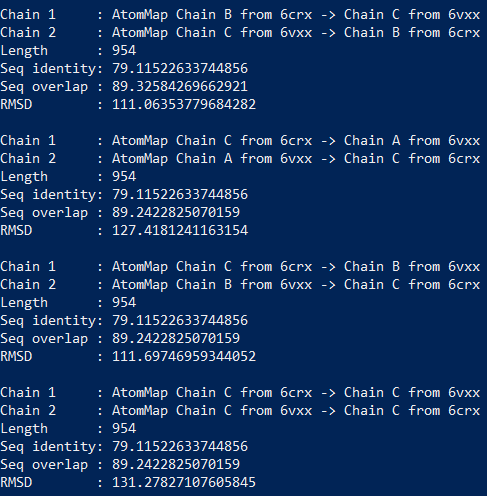 Chain 1     : AtomMap Chain B from 6crx -> Chain C from 6vxx
Chain 2     : AtomMap Chain C from 6vxx -> Chain B from 6crx
Length      : 954
Seq identity: 79.11522633744856
Seq overlap : 89.32584269662921
RMSD        : 111.06353779684282

Chain 1     : AtomMap Chain C from 6crx -> Chain A from 6vxx
Chain 2     : AtomMap Chain A from 6vxx -> Chain C from 6crx
Length      : 954
Seq identity: 79.11522633744856
Seq overlap : 89.2422825070159
RMSD        : 127.4181241163154

Chain 1     : AtomMap Chain C from 6crx -> Chain B from 6vxx
Chain 2     : AtomMap Chain B from 6vxx -> Chain C from 6crx
Length      : 954
Seq identity: 79.11522633744856
Seq overlap : 89.2422825070159
RMSD        : 111.69746959344052

Chain 1     : AtomMap Chain C from 6crx -> Chain C from 6vxx
Chain 2     : AtomMap Chain C from 6vxx -> Chain C from 6crx
Length      : 954
Seq identity: 79.11522633744856
Seq overlap : 89.2422825070159
RMSD        : 131.27827107605845